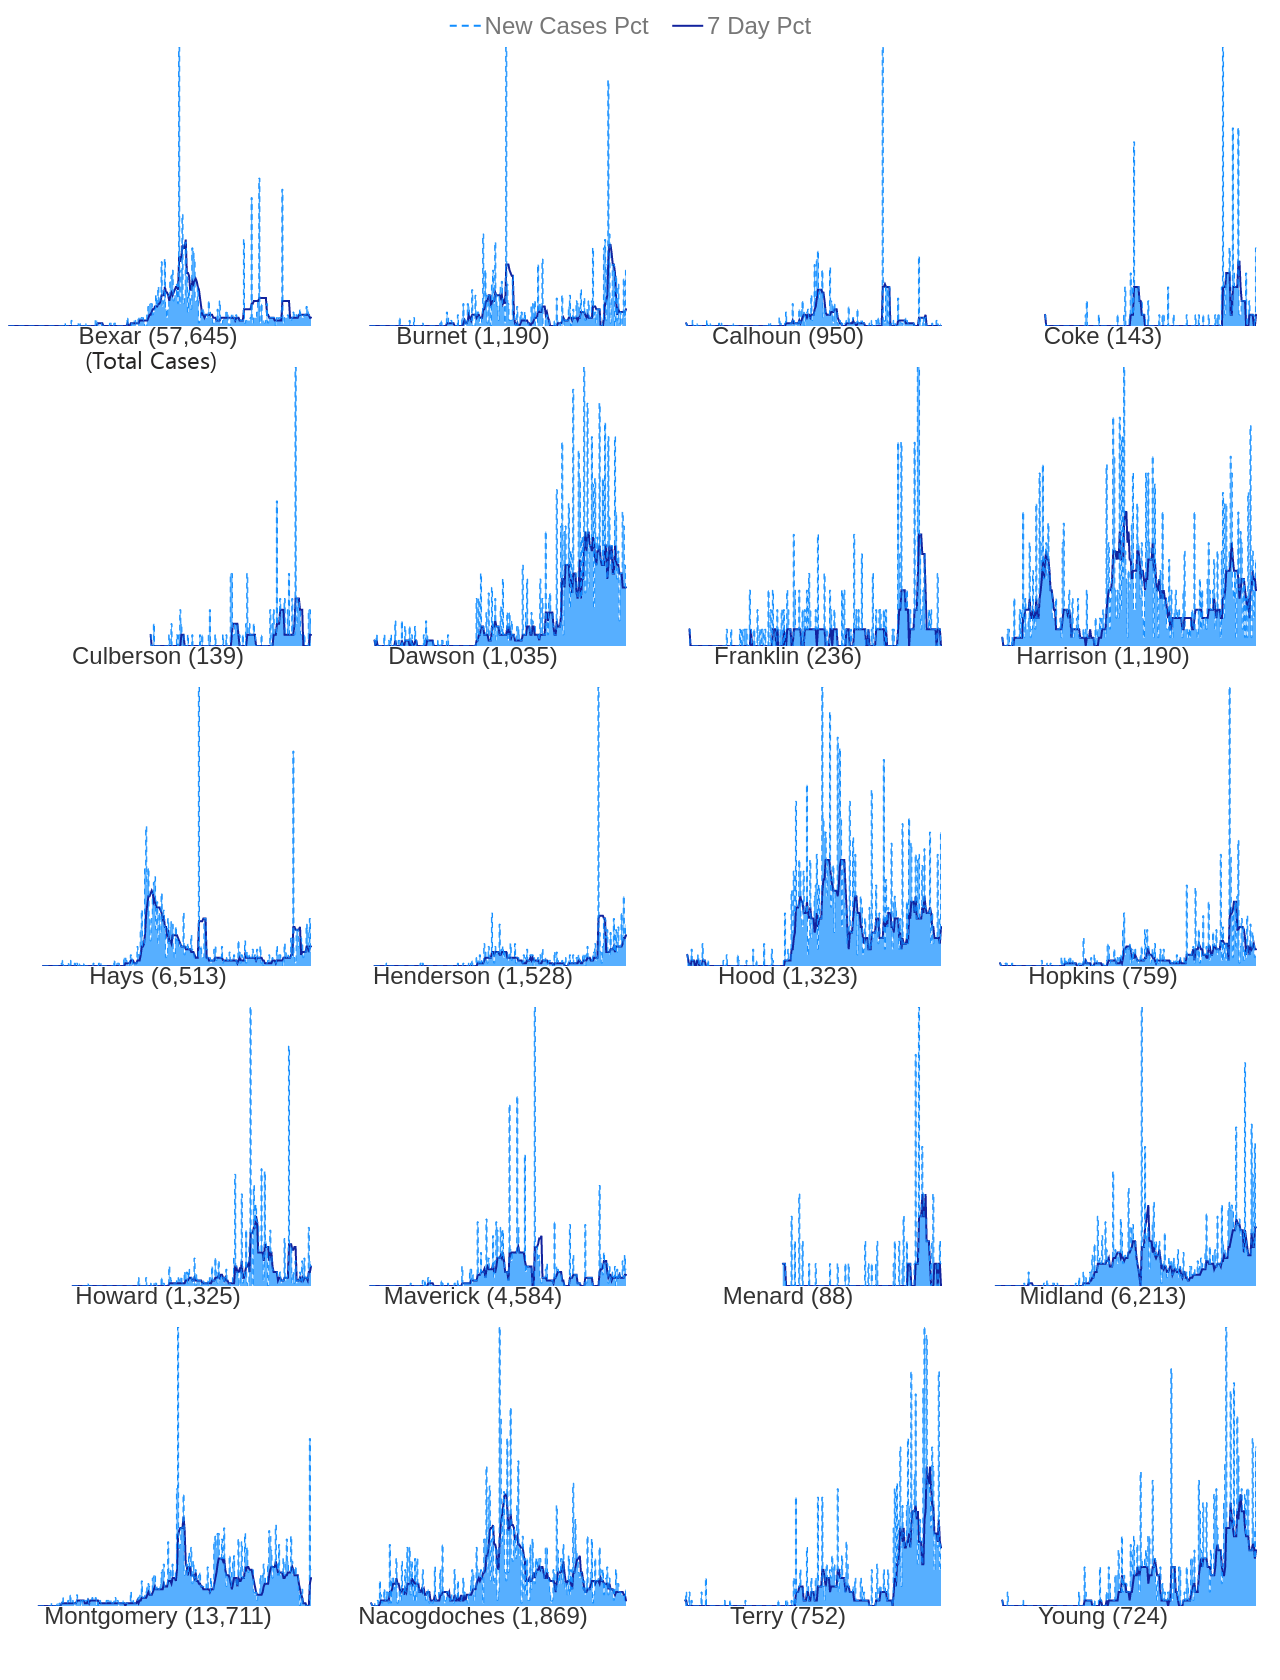 New Cases Pct 7 Day Pct
Bexar (57,645) Burnet (1,190) Calhoun (950) Coke (143)
(Total Cases)
Culberson (139) Dawson (1,035) Franklin (236) Harrison (1,190)
Hays (6,513) Henderson (1,528) Hood (1,323) Hopkins (759)
Howard (1,325) Maverick (4,584) Menard (88) Midland (6,213)
Montgomery (13,711) Nacogdoches (1,869) Terry (752) Young (724)